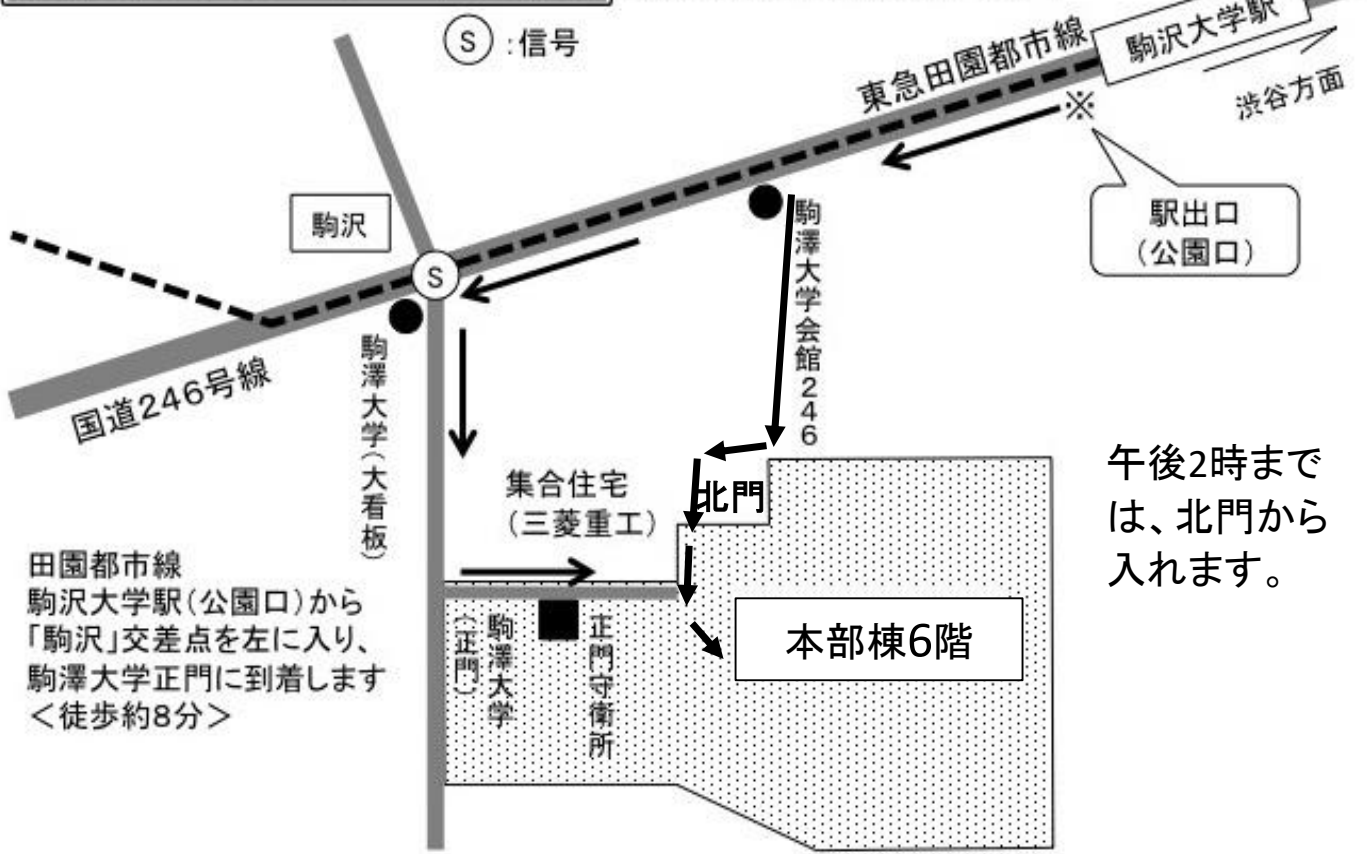 Ⓢ:信号
駒沢大学駅
東急田園都市線
渋谷方面
※
駅出口
(公園口)
駒沢
S
駒澤大学会館246
国道246号線
駒澤大学(大看板)
集合住宅
(三菱重工)
北門
午後2時まで
は、北門から
入れます。
田園都市線
駒沢大学駅(公園口)から
「駒沢」交差点を左に入り、
駒澤大学正門に到着します
<徒歩約8分>
駒澤大学
(正門)
正門守衛所
本部棟6階